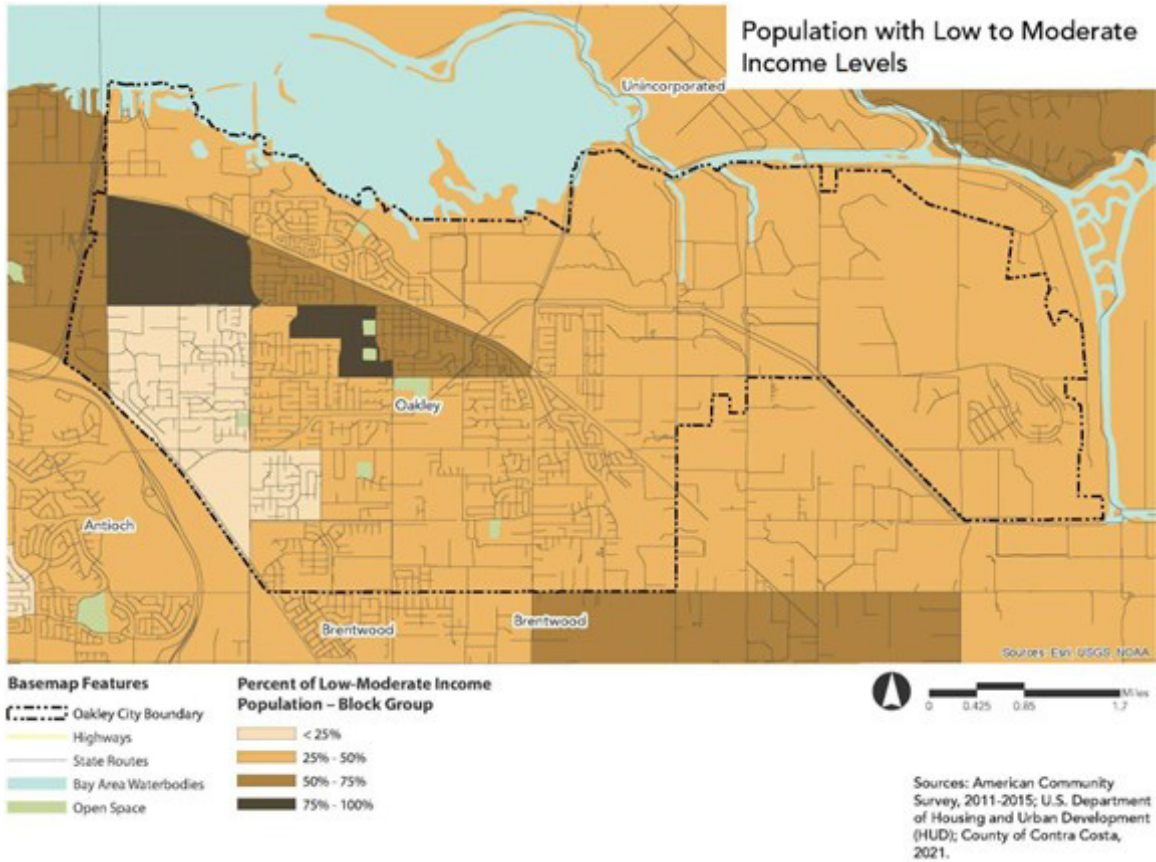 Population with Low to Moderate
Income Levels
Unincorporated
Oakley
Antioch
Brentwood
Brentwood
Sources: Esri, USGS, NOAA
Basemap Features
Oakley City Boundary
Highways
State Routes
Bay Area Waterbodies
Open Space
Percent of Low-Moderate Income
Population – Block Group
< 25%
25% - 50%
50% - 75%
75% - 100%
Miles
0 0.425 0.85 1.7
Sources: American Community
Survey, 2011-2015; U.S. Department
of Housing and Urban Development
(HUD); County of Contra Costa,
2021.